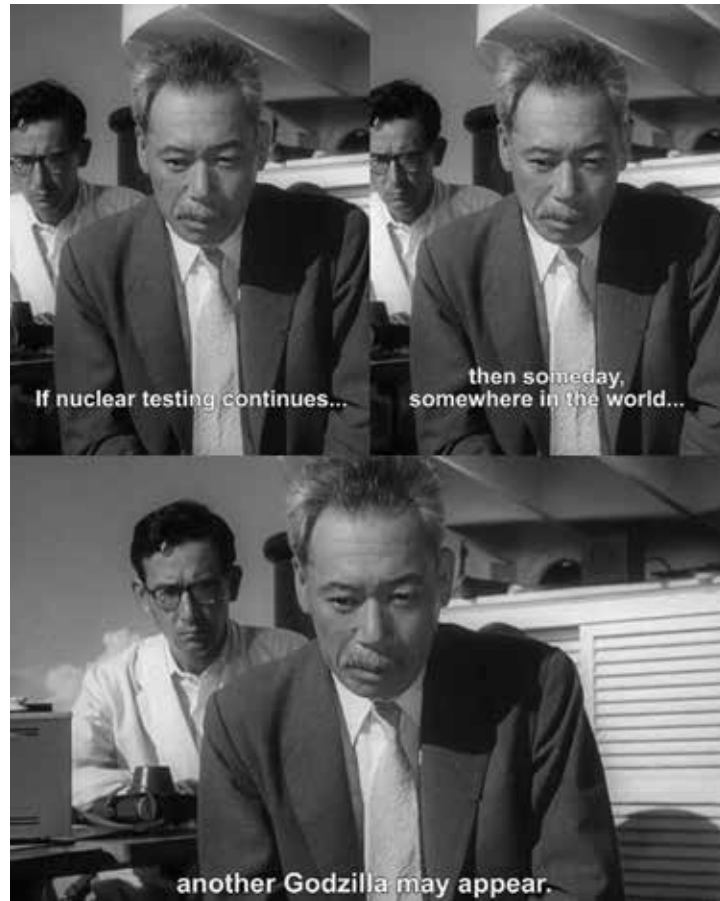 If nuclear testing continues...
then someday,
somewhere in the world...
another Godzilla may appear.